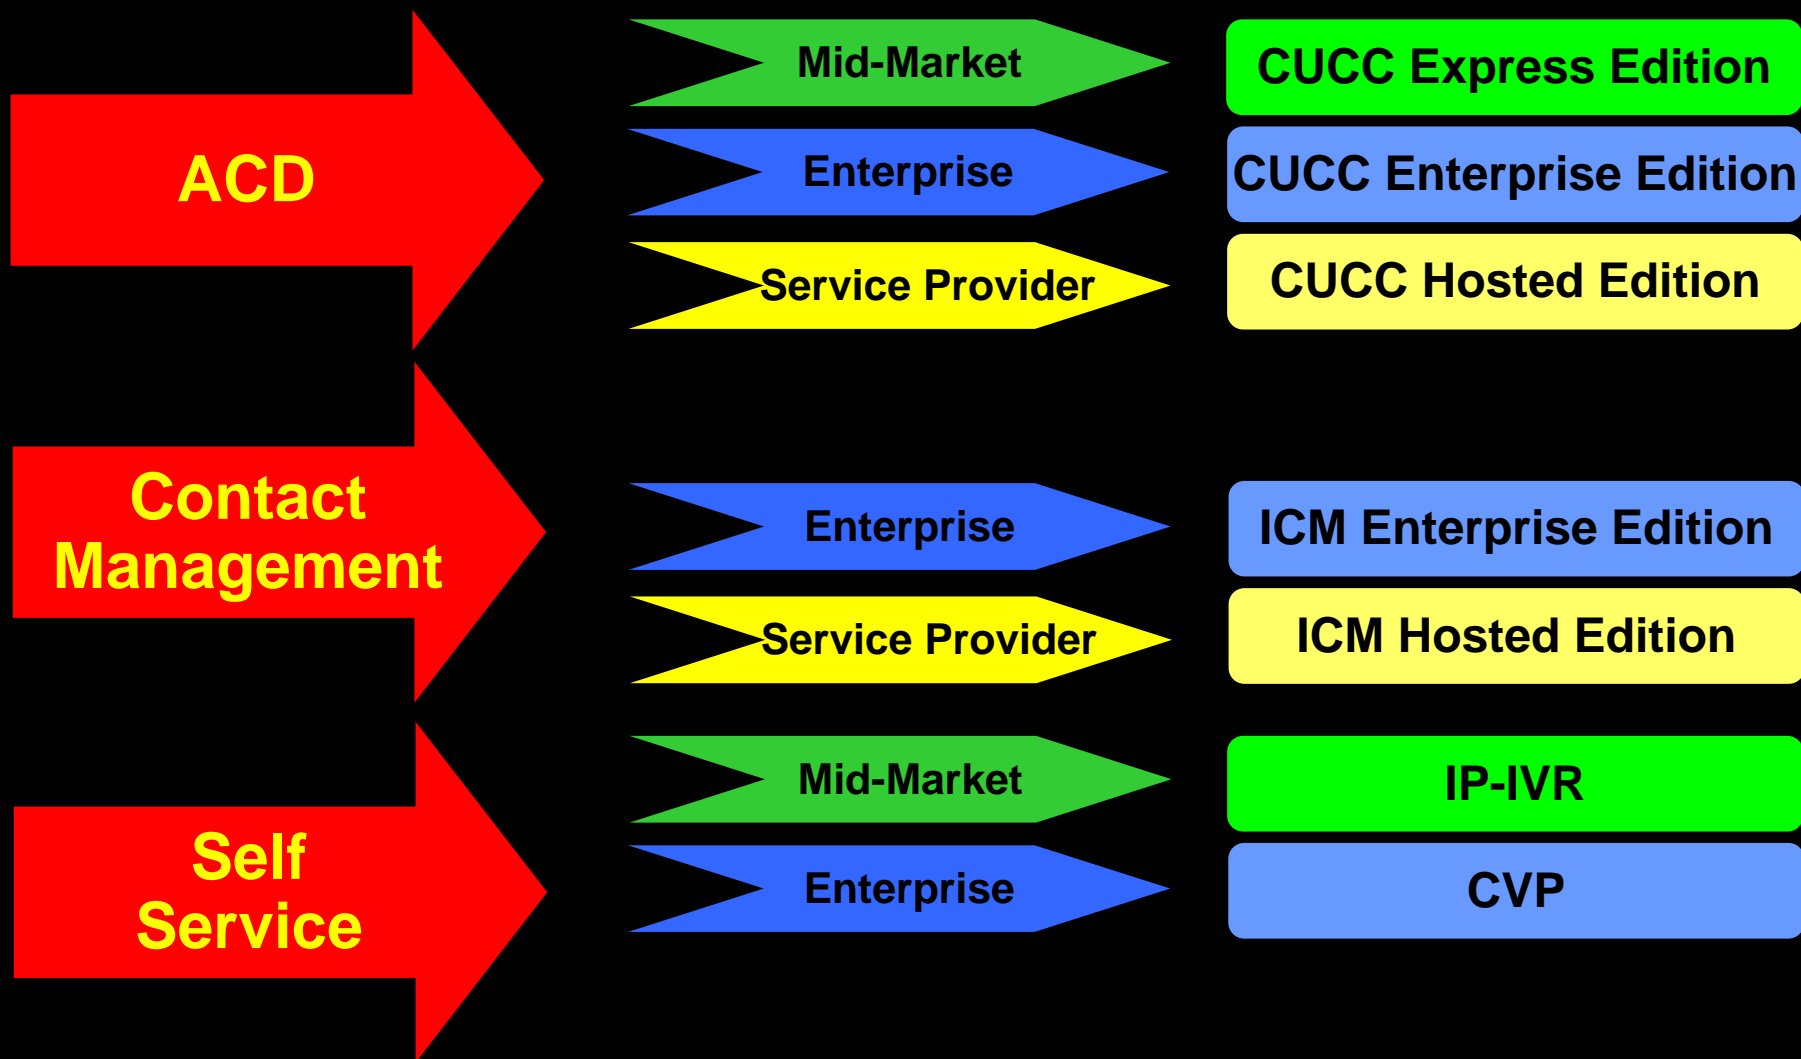 ACD
Mid-Market
CUCC Express Edition
Enterprise
CUCC Enterprise Edition
Service Provider
CUCC Hosted Edition
Contact
Management
Enterprise
ICM Enterprise Edition
Service Provider
ICM Hosted Edition
Self
Service
Mid-Market
IP-IVR
Enterprise
CVP